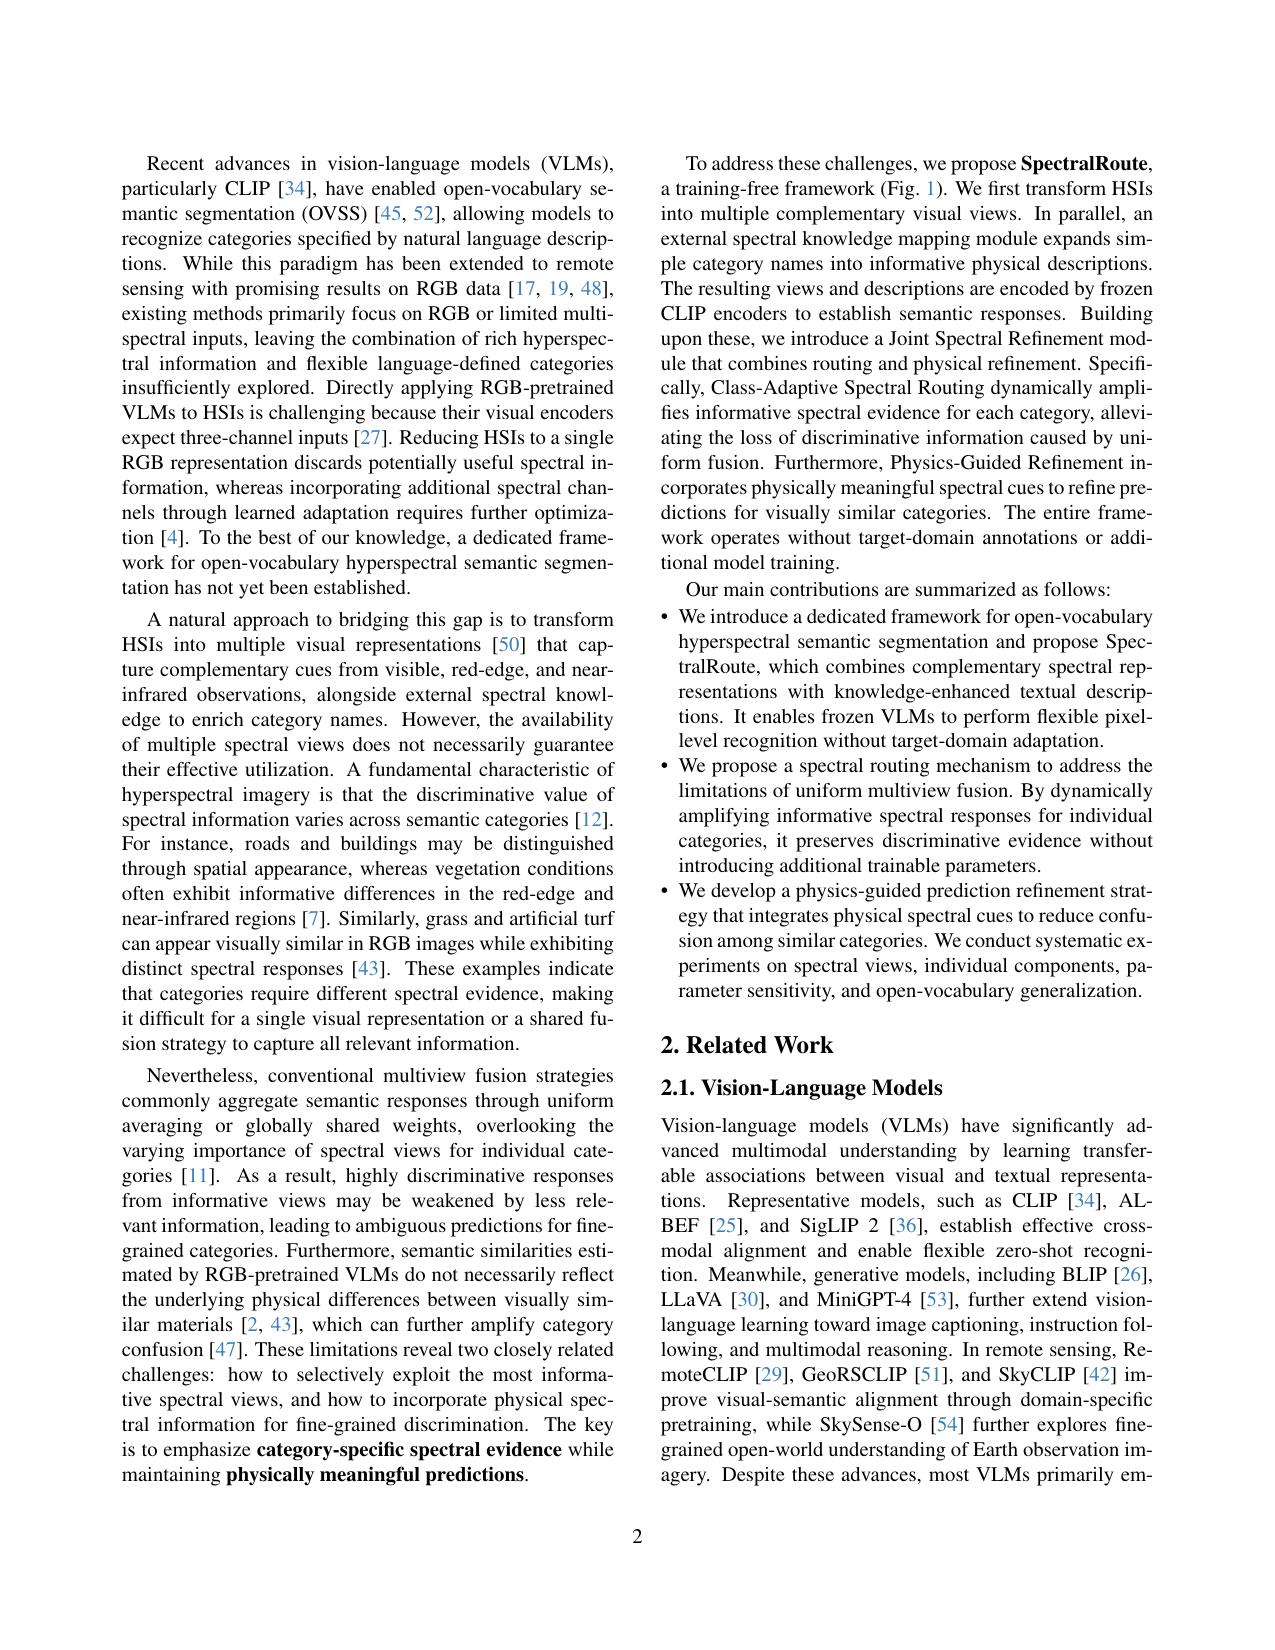 Recent advances in vision-language models (VLMs),
particularly CLIP [34], have enabled open-vocabulary se-
mantic segmentation (OVSS) [45, 52], allowing models to
recognize categories specified by natural language descrip-
tions. While this paradigm has been extended to remote
sensing with promising results on RGB data [17, 19, 48],
existing methods primarily focus on RGB or limited multi-
spectral inputs, leaving the combination of rich hyperspec-
tral information and flexible language-defined categories
insufficiently explored. Directly applying RGB-pretrained
VLMs to HSIs is challenging because their visual encoders
expect three-channel inputs [27]. Reducing HSIs to a single
RGB representation discards potentially useful spectral in-
formation, whereas incorporating additional spectral chan-
nels through learned adaptation requires further optimiza-
tion [4]. To the best of our knowledge, a dedicated frame-
work for open-vocabulary hyperspectral semantic segmen-
tation has not yet been established.
A natural approach to bridging this gap is to transform
HSIs into multiple visual representations [50] that cap-
ture complementary cues from visible, red-edge, and near-
infrared observations, alongside external spectral knowl-
edge to enrich category names. However, the availability
of multiple spectral views does not necessarily guarantee
their effective utilization. A fundamental characteristic of
hyperspectral imagery is that the discriminative value of
spectral information varies across semantic categories [12].
For instance, roads and buildings may be distinguished
through spatial appearance, whereas vegetation conditions
often exhibit informative differences in the red-edge and
near-infrared regions [7]. Similarly, grass and artificial turf
can appear visually similar in RGB images while exhibiting
distinct spectral responses [43]. These examples indicate
that categories require different spectral evidence, making
it difficult for a single visual representation or a shared fu-
sion strategy to capture all relevant information.
Nevertheless, conventional multiview fusion strategies
commonly aggregate semantic responses through uniform
averaging or globally shared weights, overlooking the
varying importance of spectral views for individual cate-
gories [11]. As a result, highly discriminative responses
from informative views may be weakened by less rele-
vant information, leading to ambiguous predictions for fine-
grained categories. Furthermore, semantic similarities esti-
mated by RGB-pretrained VLMs do not necessarily reflect
the underlying physical differences between visually sim-
ilar materials [2, 43], which can further amplify category
confusion [47]. These limitations reveal two closely related
challenges: how to selectively exploit the most informa-
tive spectral views, and how to incorporate physical spec-
tral information for fine-grained discrimination. The key
is to emphasize category-specific spectral evidence while
maintaining physically meaningful predictions.
To address these challenges, we propose SpectralRoute,
a training-free framework (Fig. 1). We first transform HSIs
into multiple complementary visual views. In parallel, an
external spectral knowledge mapping module expands sim-
ple category names into informative physical descriptions.
The resulting views and descriptions are encoded by frozen
CLIP encoders to establish semantic responses. Building
upon these, we introduce a Joint Spectral Refinement mod-
ule that combines routing and physical refinement. Specifi-
cally, Class-Adaptive Spectral Routing dynamically ampli-
fies informative spectral evidence for each category, allevi-
ating the loss of discriminative information caused by uni-
form fusion. Furthermore, Physics-Guided Refinement in-
corporates physically meaningful spectral cues to refine pre-
dictions for visually similar categories. The entire frame-
work operates without target-domain annotations or addi-
tional model training.
Our main contributions are summarized as follows:
• We introduce a dedicated framework for open-vocabulary
hyperspectral semantic segmentation and propose Spec-
tralRoute, which combines complementary spectral rep-
resentations with knowledge-enhanced textual descrip-
tions. It enables frozen VLMs to perform flexible pixel-
level recognition without target-domain adaptation.
• We propose a spectral routing mechanism to address the
limitations of uniform multiview fusion. By dynamically
amplifying informative spectral responses for individual
categories, it preserves discriminative evidence without
introducing additional trainable parameters.
• We develop a physics-guided prediction refinement strat-
egy that integrates physical spectral cues to reduce confu-
sion among similar categories. We conduct systematic ex-
periments on spectral views, individual components, pa-
rameter sensitivity, and open-vocabulary generalization.
2. Related Work
2.1. Vision-Language Models
Vision-language models (VLMs) have significantly ad-
vanced multimodal understanding by learning transfer-
able associations between visual and textual representa-
tions. Representative models, such as CLIP [34], AL-
BEF [25], and SigLIP 2 [36], establish effective cross-
modal alignment and enable flexible zero-shot recogni-
tion. Meanwhile, generative models, including BLIP [26],
LLaVA [30], and MiniGPT-4 [53], further extend vision-
language learning toward image captioning, instruction fol-
lowing, and multimodal reasoning. In remote sensing, Re-
moteCLIP [29], GeoRSCLIP [51], and SkyCLIP [42] im-
prove visual-semantic alignment through domain-specific
pretraining, while SkySense-O [54] further explores fine-
grained open-world understanding of Earth observation im-
agery. Despite these advances, most VLMs primarily em-
2